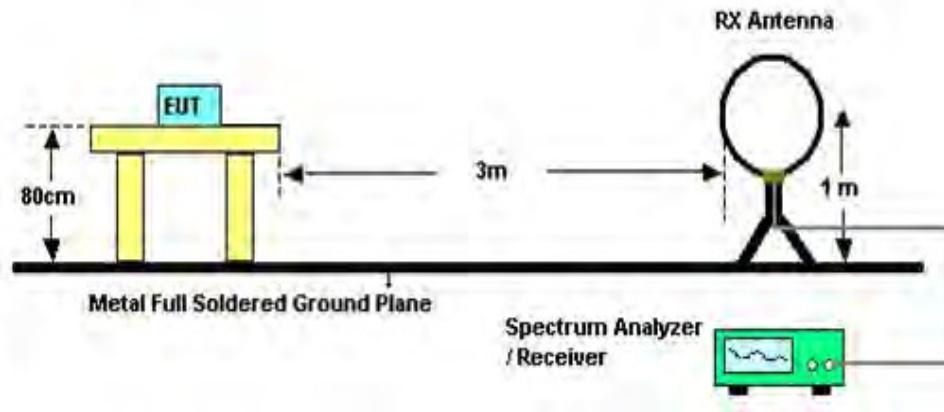 RX Antenna
EUT
80cm
3m
1 m
Metal Full Soldered Ground Plane
Spectrum Analyzer
/ Receiver